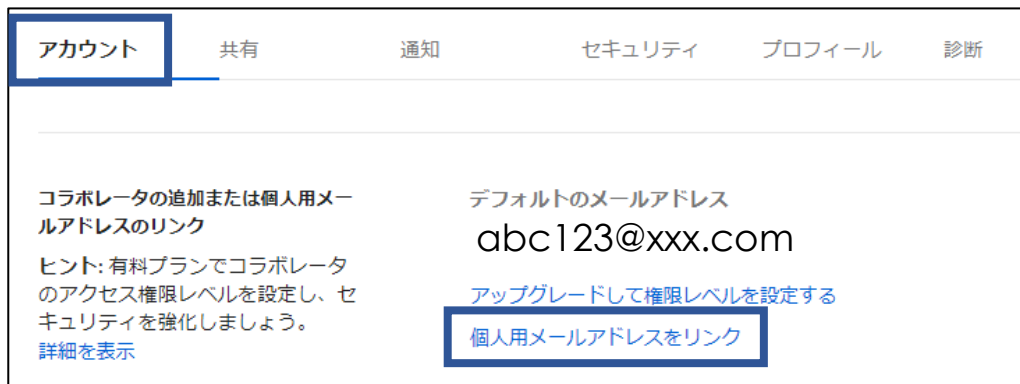 アカウント 共有 通知 セキュリティ プロフィール 診断
コラボレータの追加または個人用メー
ルアドレスのリンク
ヒント: 有料プランでコラボレータ
のアクセス権限レベルを設定し、セ
キュリティを強化しましょう。
詳細を表示
デフォルトのメールアドレス
abc123@xxx.com
アップグレードして権限レベルを設定する
個人用メールアドレスをリンク